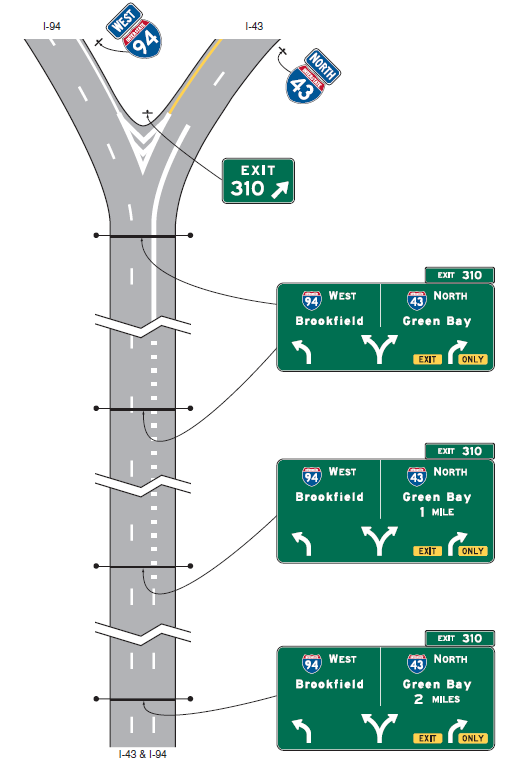 I-94
I-43
WEST
INTERSTATE
94
NORTH
INTERSTATE
43
EXIT
310
EXIT 310
94 WEST
43 NORTH
Brookfield
Green Bay
EXIT ONLY
EXIT 310
94 WEST
43 NORTH
Brookfield
Green Bay
1 MILE
EXIT ONLY
EXIT 310
94 WEST
43 NORTH
Brookfield
Green Bay
2 MILES
EXIT ONLY
I-43 & I-94